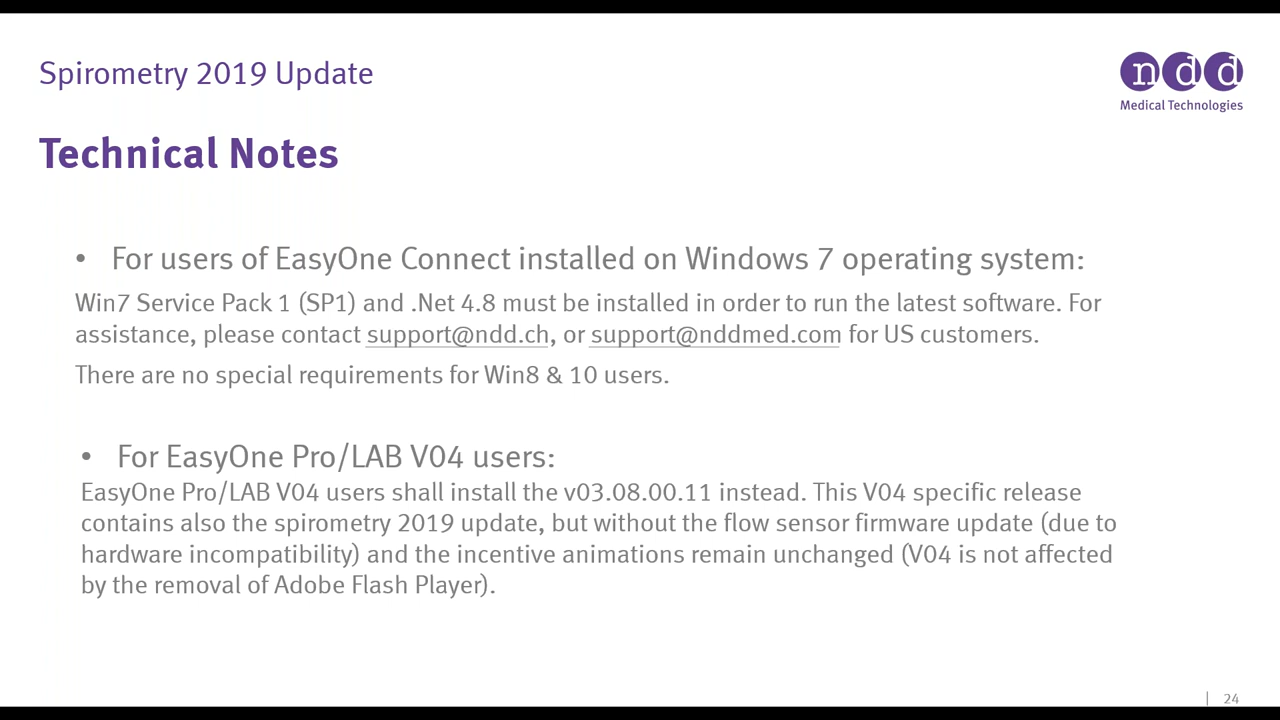 Spirometry 2019 Update
ndd
Medical Technologies
Technical Notes
• For users of EasyOne Connect installed on Windows 7 operating system:
Win7 Service Pack 1 (SP1) and .Net 4.8 must be installed in order to run the latest software. For
assistance, please contact support@ndd.ch, or support@nddmed.com for US customers.
There are no special requirements for Win8 & 10 users.
• For EasyOne Pro/LAB V04 users:
EasyOne Pro/LAB V04 users shall install the v03.08.00.11 instead. This V04 specific release
contains also the spirometry 2019 update, but without the flow sensor firmware update (due to
hardware incompatibility) and the incentive animations remain unchanged (V04 is not affected
by the removal of Adobe Flash Player).
| 24